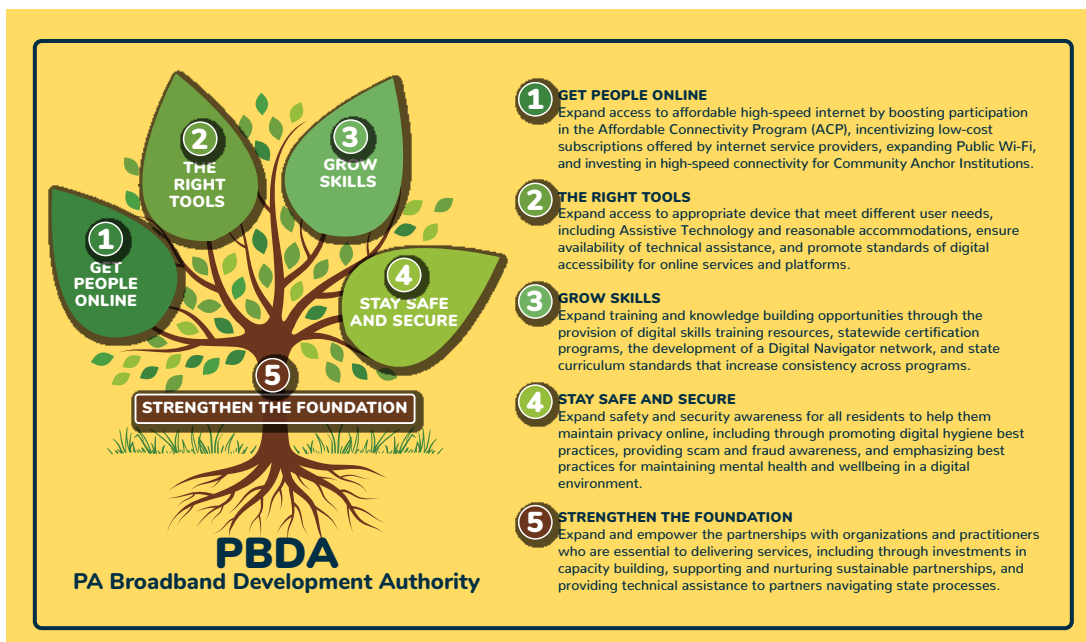 1
GET
PEOPLE
ONLINE
2
THE
RIGHT
TOOLS
3
GROW
SKILLS
4
STAY SAFE
AND SECURE
5
STRENGTHEN THE FOUNDATION
PBDA
PA Broadband Development Authority
1 GET PEOPLE ONLINE
Expand access to affordable high-speed internet by boosting participation
in the Affordable Connectivity Program (ACP), incentivizing low-cost
subscriptions offered by internet service providers, expanding Public Wi-Fi,
and investing in high-speed connectivity for Community Anchor Institutions.
2 THE RIGHT TOOLS
Expand access to appropriate device that meet different user needs,
including Assistive Technology and reasonable accommodations, ensure
availability of technical assistance, and promote standards of digital
accessibility for online services and platforms.
3 GROW SKILLS
Expand training and knowledge building opportunities through the
provision of digital skills training resources, statewide certification
programs, the development of a Digital Navigator network, and state
curriculum standards that increase consistency across programs.
4 STAY SAFE AND SECURE
Expand safety and security awareness for all residents to help them
maintain privacy online, including through promoting digital hygiene best
practices, providing scam and fraud awareness, and emphasizing best
practices for maintaining mental health and wellbeing in a digital
environment.
5 STRENGTHEN THE FOUNDATION
Expand and empower the partnerships with organizations and practitioners
who are essential to delivering services, including through investments in
capacity building, supporting and nurturing sustainable partnerships, and
providing technical assistance to partners navigating state processes.